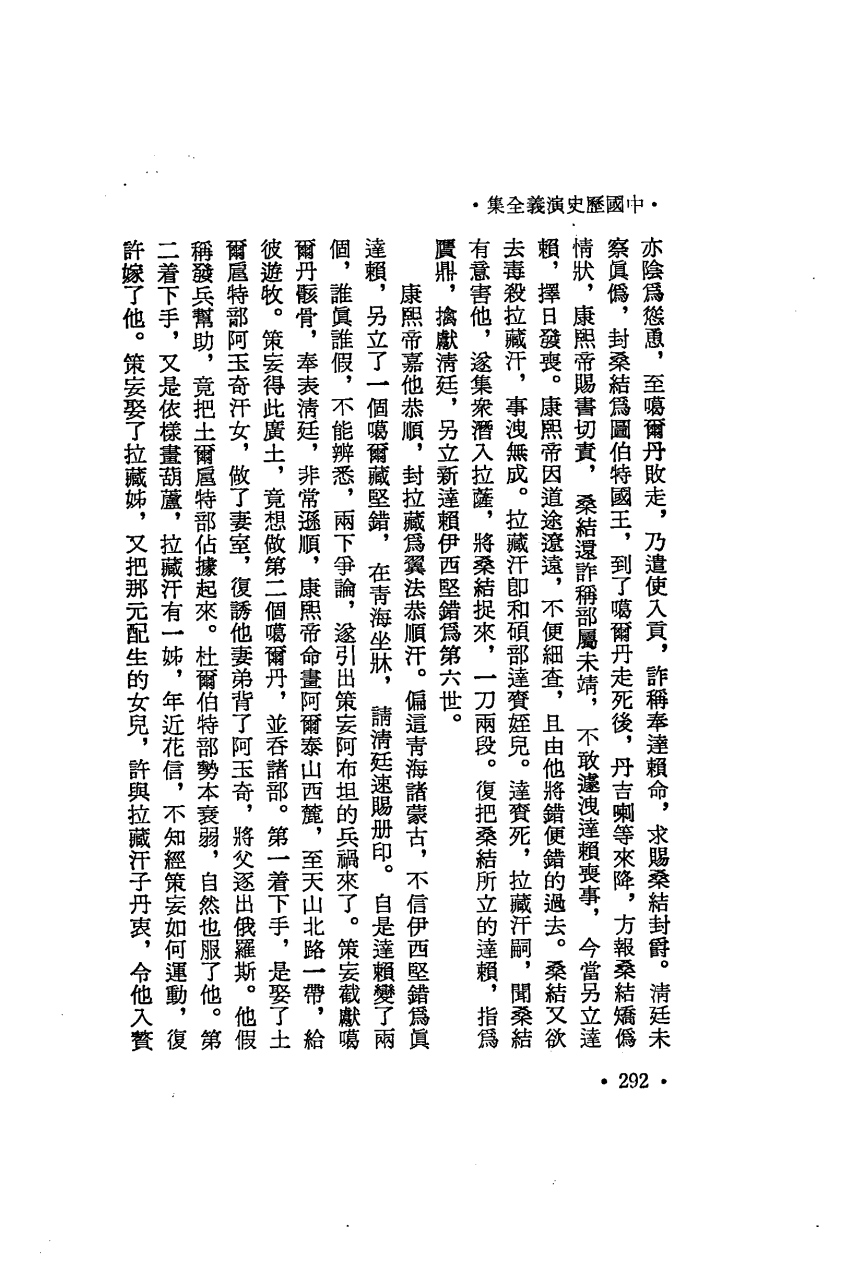 ·中國歷史演義全集·
亦陰爲慫恿，至噶爾丹敗走，乃遣使入貢，詐稱奉達賴命，求賜桑結封爵。清廷未
察眞僞，封桑結爲圖伯特國王，到了噶爾丹走死後，丹吉喇等來降，方報桑結矯僞
情狀，康熙帝賜書切責，桑結還詐稱部屬未靖，不敢遽洩達賴喪事，今當另立達
賴，擇日發喪。康熙帝因道途遼遠，不便細查，且由他將錯便錯的過去。桑結又欲
去毒殺拉藏汗，事洩無成。拉藏汗卽和碩部達賚姪兒。達賚死，拉藏汗嗣，聞桑結
有意害他，遂集衆潛入拉薩，將桑結捉來，一刀兩段。復把桑結所立的達賴，指爲
贋鼎，擒獻淸廷，另立新達賴伊西堅錯爲第六世。
康熙帝嘉他恭順，封拉藏爲翼法恭順汗。偏這靑海諸蒙古，不信伊西堅錯爲眞
達賴，另立了一個噶爾藏堅錯，在靑海坐牀，請淸廷速賜册印。自是達賴變了兩
個，誰眞誰假，不能辨悉，兩下爭論，遂引出策妄阿布坦的兵禍來了。策妄截獻噶
爾丹骸骨，奉表淸廷，非常遜順，康熙帝命畫阿爾泰山西麓，至天山北路一帶，給
彼遊牧。策妄得此廣土，竟想做第二個噶爾丹，並吞諸部。第一着下手，是娶了土
爾扈特部阿玉奇汗女，做了妻室，復誘他妻弟背了阿玉奇，將父逐出俄羅斯。他假
稱發兵幫助，竟把土爾扈特部佔據起來。杜爾伯特部勢本衰弱，自然也服了他。第
二着下手，又是依樣畫葫蘆，拉藏汗有一姊，年近花信，不知經策妄如何運動，復
許嫁了他。策妄娶了拉藏姊，又把那元配生的女兒，許與拉藏汗子丹衷，令他入贅
·292·